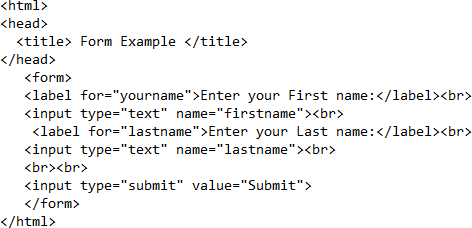 <html>
<head>
<title> Form Example </title>
</head>
<form>
<label for="yourname">Enter your First name:</label><br>
<input type="text" name="firstname"><br>
<label for="lastname">Enter your Last name:</label><br>
<input type="text" name="lastname"><br>
<br><br>
<input type="submit" value="Submit">
</form>
</html>